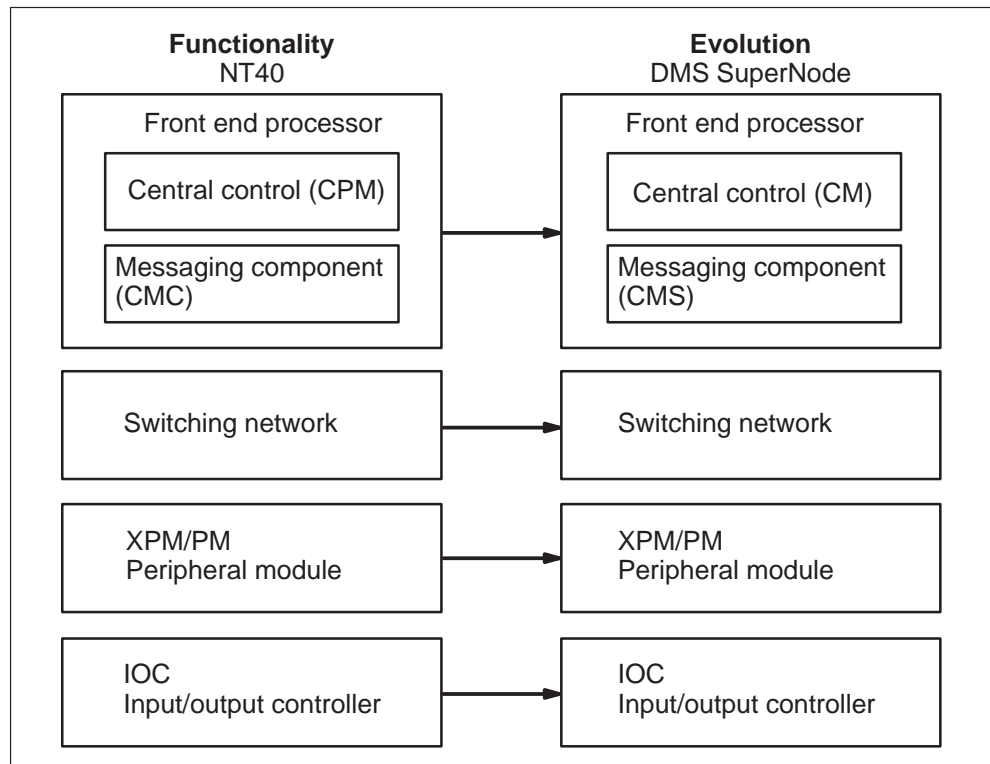 Functionality
NT40
Front end processor
Central control (CPM)
Messaging component
(CMC)
Switching network
XPM/PM
Peripheral module
IOC
Input/output controller
Evolution
DMS SuperNode
Front end processor
Central control (CM)
Messaging component
(CMS)
Switching network
XPM/PM
Peripheral module
IOC
Input/output controller